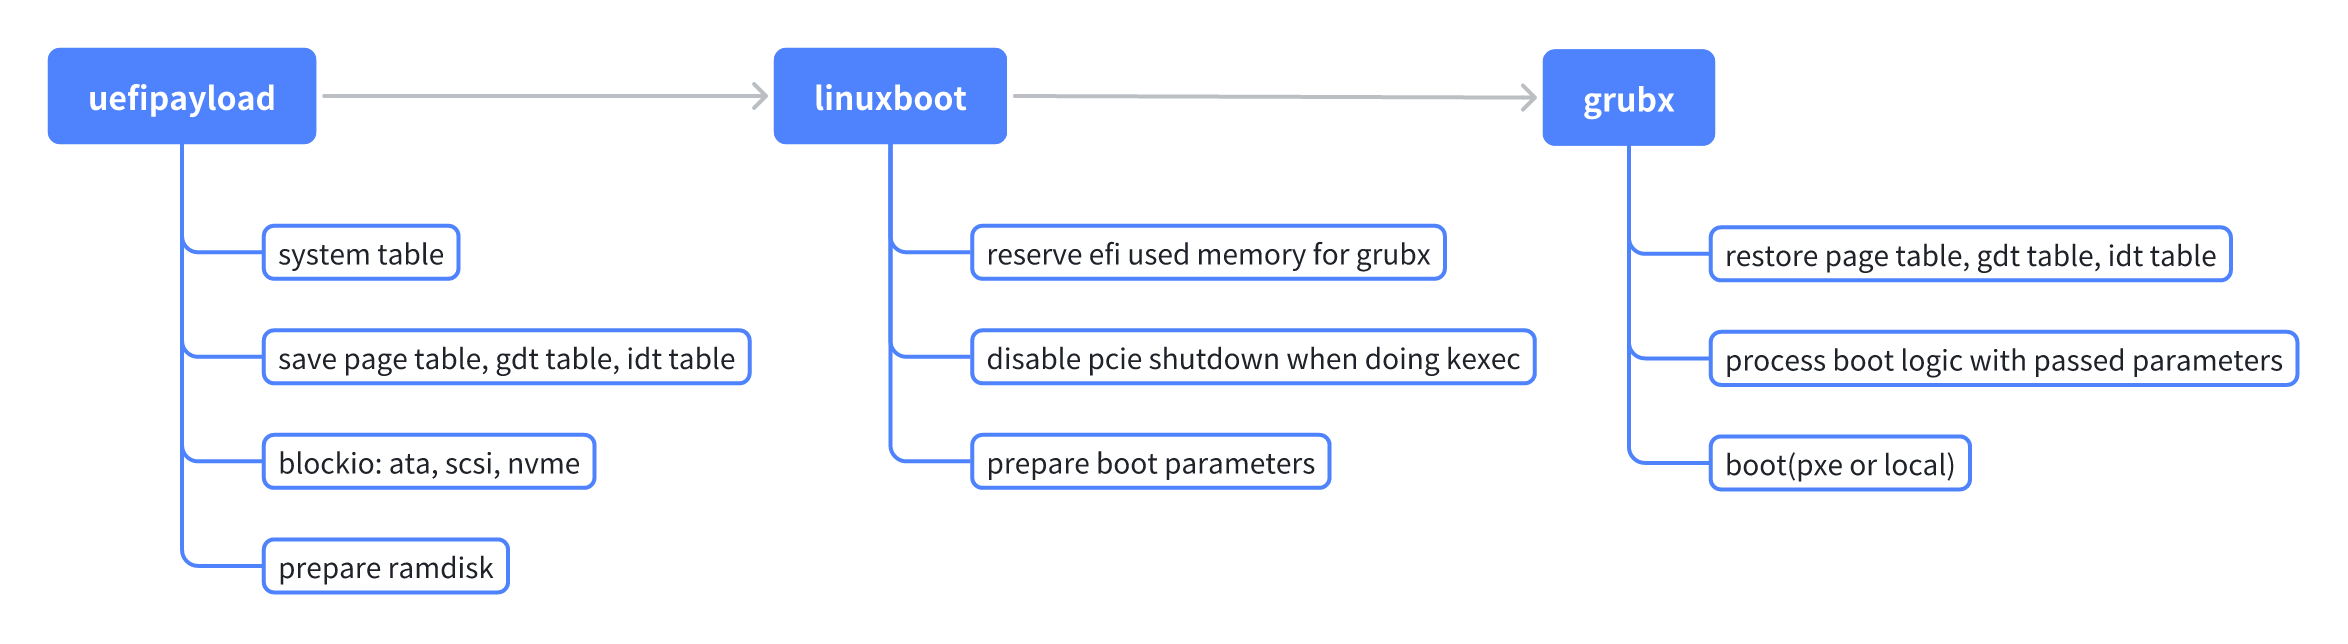 uefipayload
system table
save page table, gdt table, idt table
blockio: ata, scsi, nvme
prepare ramdisk
linuxboot
reserve efi used memory for grubx
disable pcie shutdown when doing kexec
prepare boot parameters
grubx
restore page table, gdt table, idt table
process boot logic with passed parameters
boot(pxe or local)